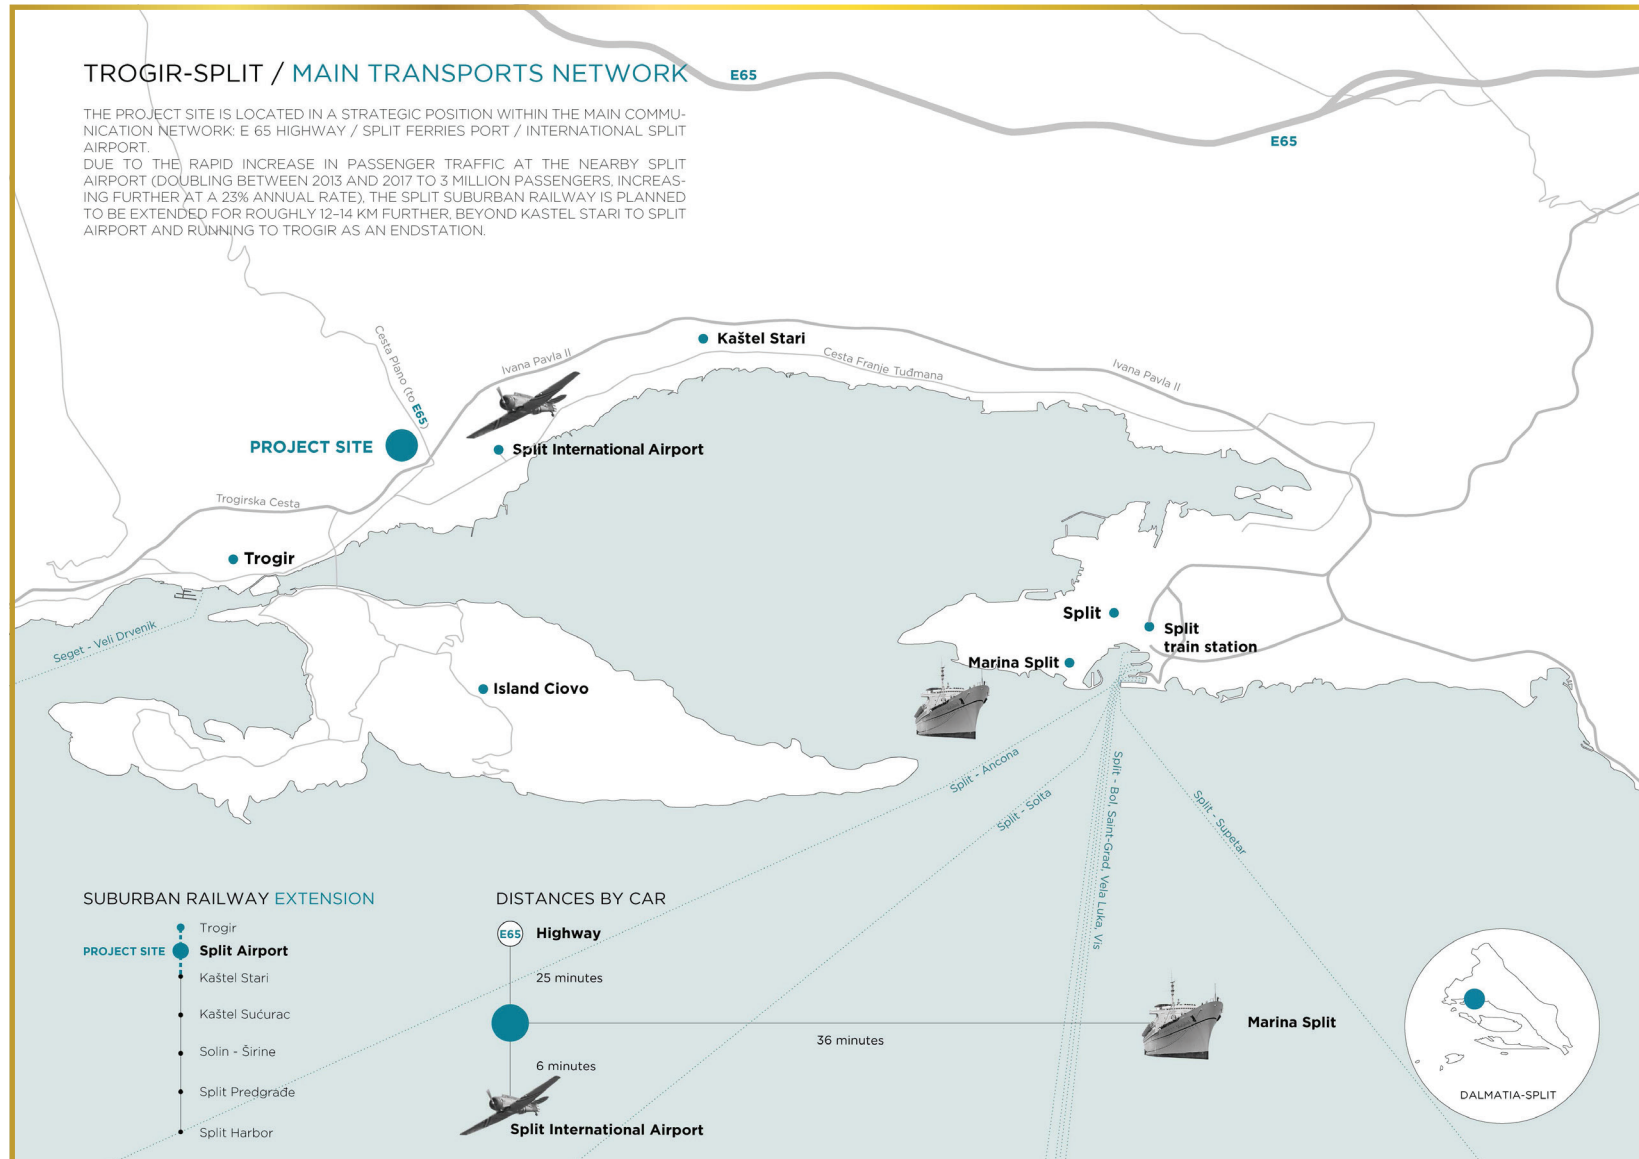 TROGIR-SPLIT / MAIN TRANSPORTS NETWORK
THE PROJECT SITE IS LOCATED IN A STRATEGIC POSITION WITHIN THE MAIN COMMU-
NICATION NETWORK: E 65 HIGHWAY / SPLIT FERRIES PORT / INTERNATIONAL SPLIT
AIRPORT.
DUE TO THE RAPID INCREASE IN PASSENGER TRAFFIC AT THE NEARBY SPLIT
AIRPORT (DOUBLING BETWEEN 2013 AND 2017 TO 3 MILLION PASSENGERS, INCREAS-
ING FURTHER AT A 23% ANNUAL RATE), THE SPLIT SUBURBAN RAILWAY IS PLANNED
TO BE EXTENDED FOR ROUGHLY 12-14 KM FURTHER, BEYOND KASTEL STARI TO SPLIT
AIRPORT AND RUNNING TO TROGIR AS AN ENDSTATION.
E65
E65
Kaštel Stari
Cesta Plano (to E65)
Ivana Pavla II
Cesta Franje Tuđmana
Ivana Pavla II
PROJECT SITE
Split International Airport
Trogirska Cesta
Trogir
Split
Split
train station
Seget - Veli Drvenik
Marina Split
Island Ciovo
Split - Ancona
Split - Solta
Split - Bol, Saint-Grad, Vela Luka, Vis
Split - Supetar
SUBURBAN RAILWAY EXTENSION
Trogir
PROJECT SITE
Split Airport
Kaštel Stari
Kaštel Sućurac
Solin - Širine
Split Predgrađe
Split Harbor
DISTANCES BY CAR
E65 Highway
25 minutes
36 minutes
Marina Split
6 minutes
Split International Airport
DALMATIA-SPLIT